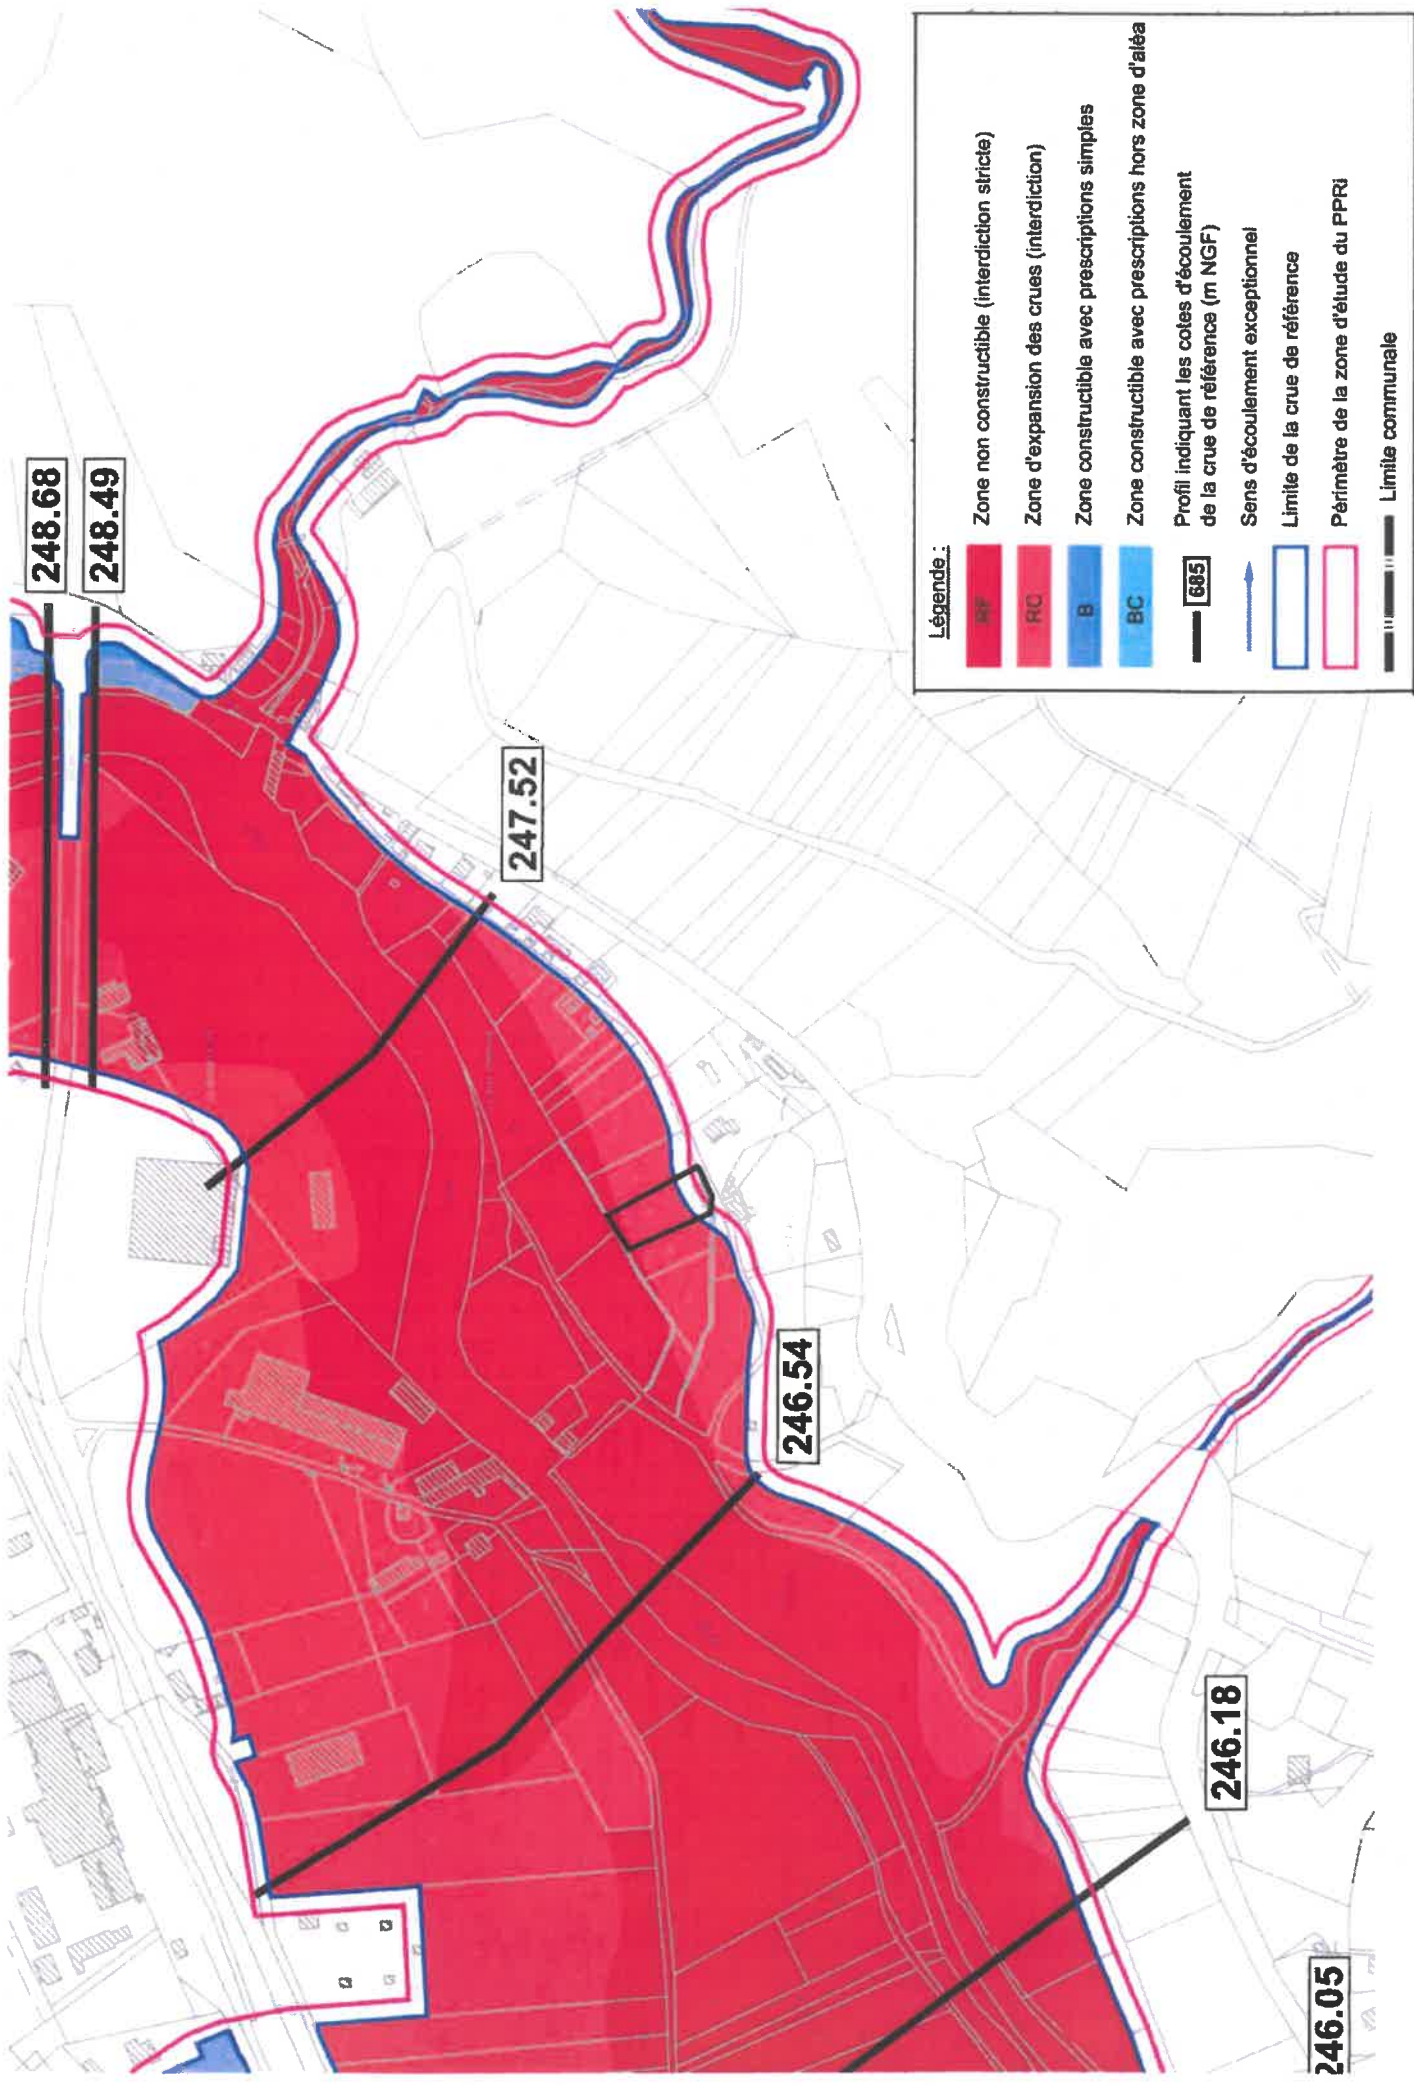 248.68
248.49
247.52
246.54
246.18
246.05
Légende :
RF
Zone non constructible (interdiction stricte)
RC
Zone d'expansion des crues (interdiction)
B
Zone constructible avec prescriptions simples
BC
Zone constructible avec prescriptions hors zone d'aléa
685
Profil indiquant les cotes d'écoulement
de la crue de référence (m NGF)
Sens d'écoulement exceptionnel
Limite de la crue de référence
Périmètre de la zone d'étude du PPRi
Limite communale